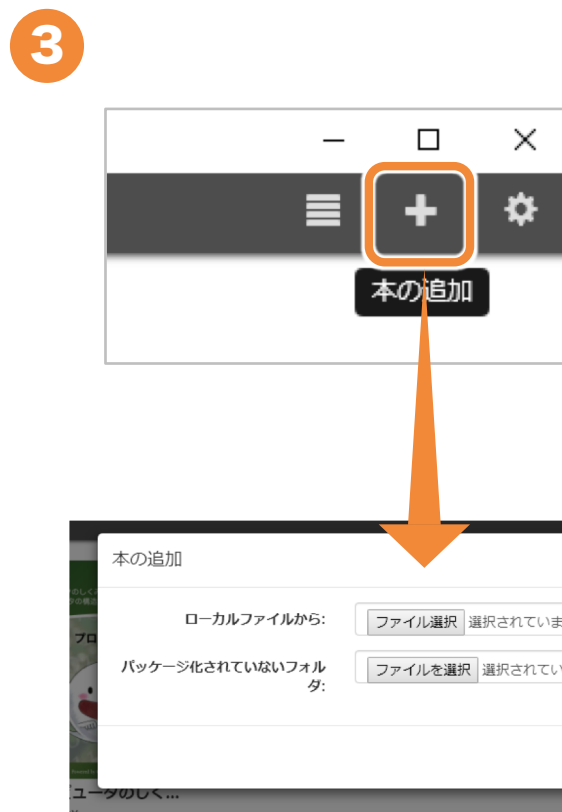 3
本の追加
本の追加
ローカルファイルから:
ファイル選択 選択されていま
パッケージ化されていないフォル
ダ:
ファイルを選択 選択されてい
プロ
ュータのしく...